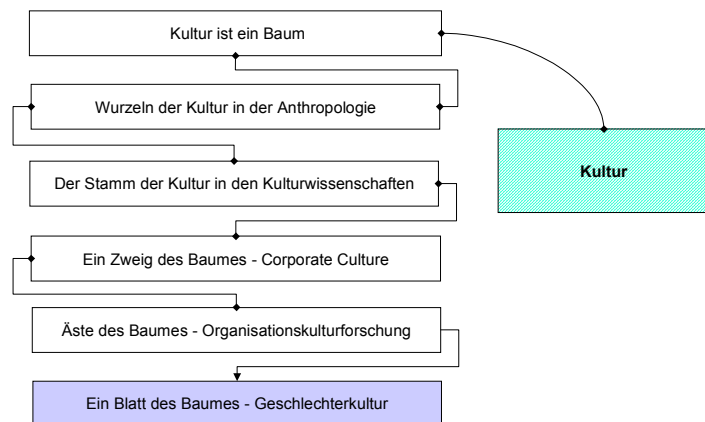 Kultur ist ein Baum
Wurzeln der Kultur in der Anthropologie
Der Stamm der Kultur in den Kulturwissenschaften
Kultur
Ein Zweig des Baumes - Corporate Culture
Äste des Baumes - Organisationskulturforschung
Ein Blatt des Baumes - Geschlechterkultur